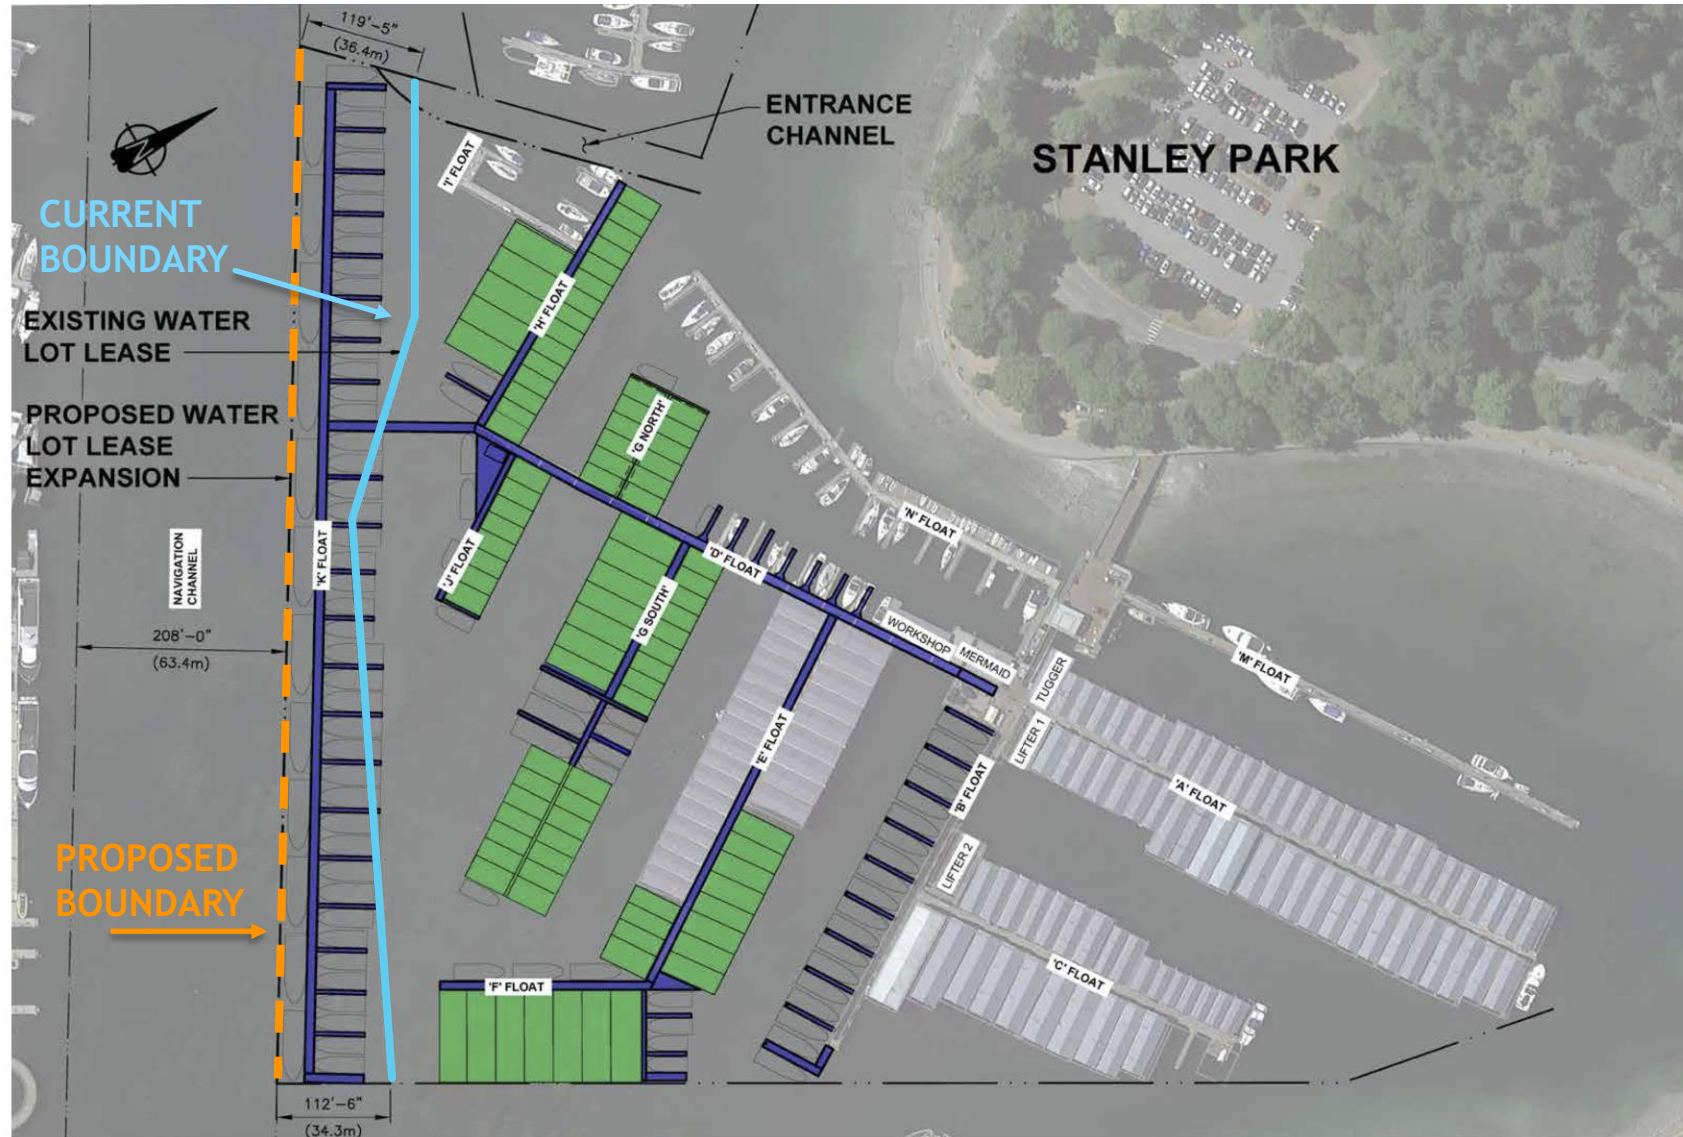 119'-5"
(36.4m)
ENTRANCE
CHANNEL
STANLEY PARK
'I' FLOAT
N
CURRENT
BOUNDARY
'H' FLOAT
EXISTING WATER
LOT LEASE
PROPOSED WATER
LOT LEASE
EXPANSION
'G NORTH'
'N' FLOAT
NAVIGATION
CHANNEL
'K' FLOAT
'J' FLOAT
'D' FLOAT
'G SOUTH'
208'-0"
(63.4m)
WORKSHOP
MERMAID
TUGGER
'M' FLOAT
LIFTER 1
'E' FLOAT
'B' FLOAT
'A' FLOAT
PROPOSED
BOUNDARY
LIFTER 2
'C' FLOAT
'F' FLOAT
112'-6"
(34.3m)